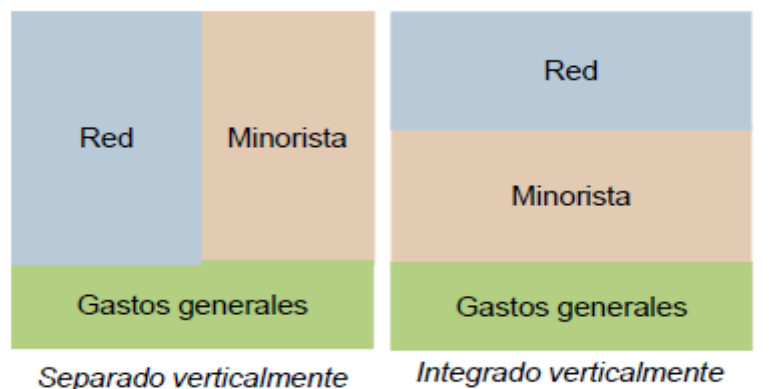 Red
Minorista
Gastos generales
Separado verticalmente
Red
Minorista
Gastos generales
Integrado verticalmente